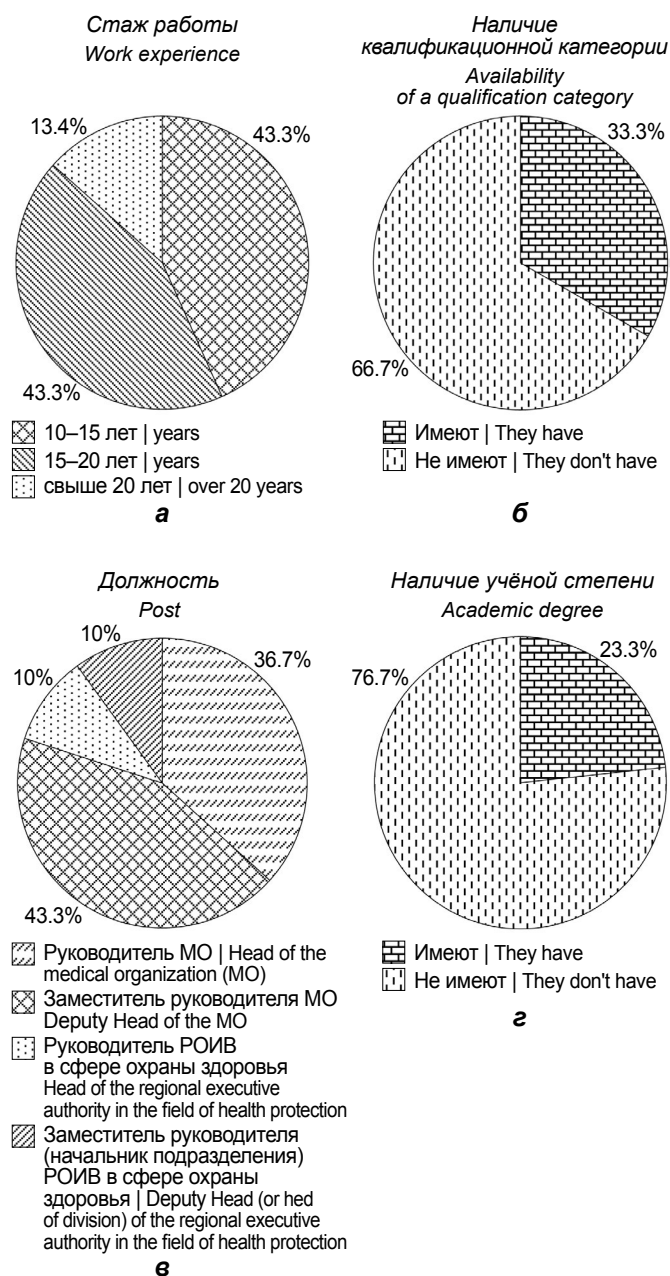 Стаж работы
Work experience
13.4%
43.3%
43.3%
10–15 лет | years
15–20 лет | years
свыше 20 лет | over 20 years
а
Наличие
квалификационной категории
Availability
of a qualification category
33.3%
66.7%
Имеют | They have
Не имеют | They don't have
б
Должность
Post
10%
36.7%
10%
43.3%
Руководитель МО | Head of the
medical organization (MO)
Заместитель руководителя МО
Deputy Head of the MO
Руководитель РОИВ
в сфере охраны здоровья
Head of the regional executive
authority in the field of health protection
Заместитель руководителя
(начальник подразделения)
РОИВ в сфере охраны
здоровья | Deputy Head (or hed
of division) of the regional executive
authority in the field of health protection
в
Наличие учёной степени
Academic degree
23.3%
76.7%
Имеют | They have
Не имеют | They don't have
г